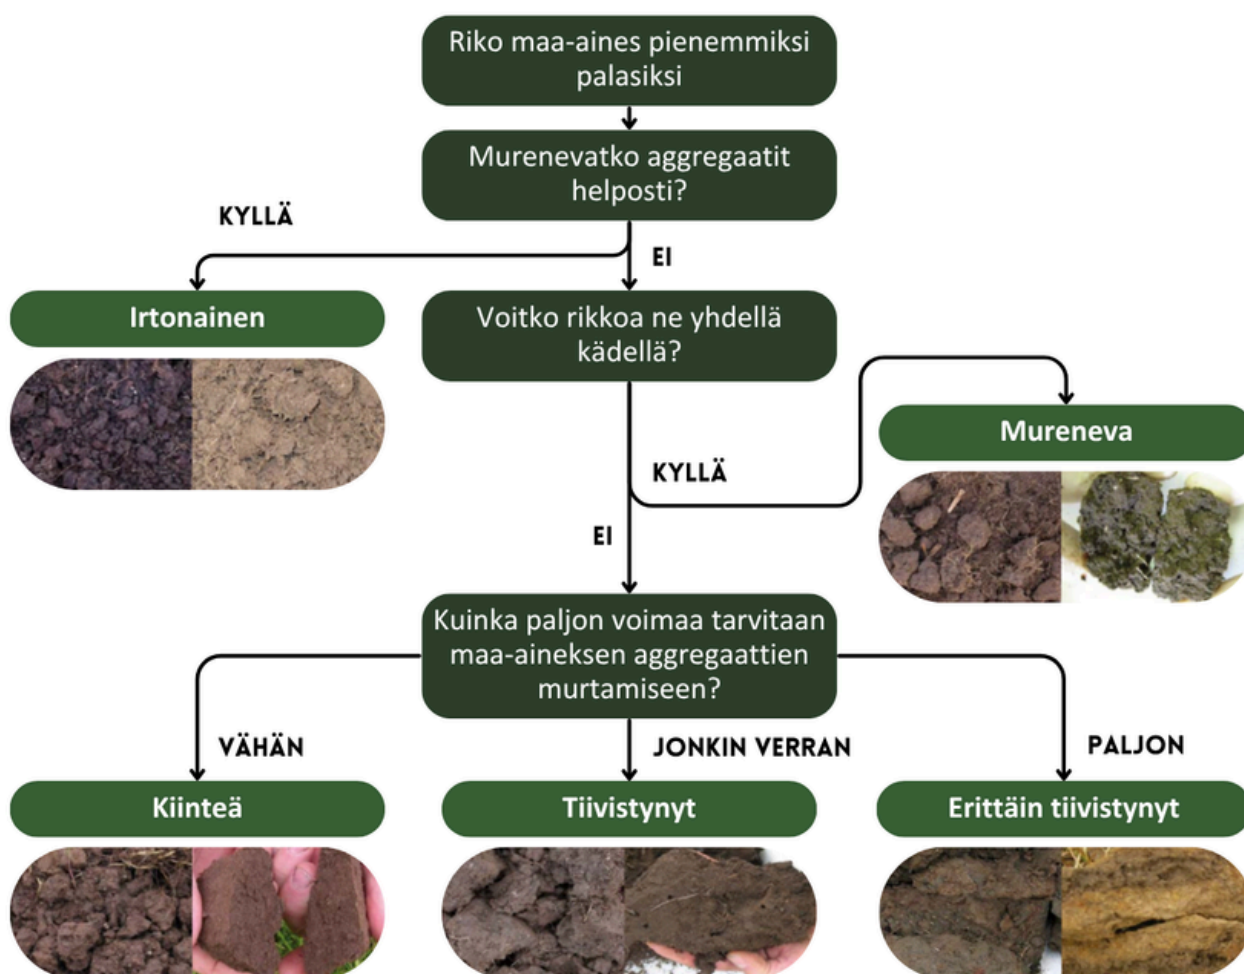 Riko maa-aines pienemmiksi
palasiksi
Murenevatko aggregaatit
helposti?
KYLLÄ
EI
Irtonainen
Voitko rikkoa ne yhdellä
kädellä?
Mureneva
KYLLÄ
EI
Kuinka paljon voimaa tarvitaan
maa-aineksen aggregaattien
murtamiseen?
VÄHÄN
JONKIN VERRAN
PALJON
Kiinteä
Tiivistynyt
Erittäin tiivistynyt